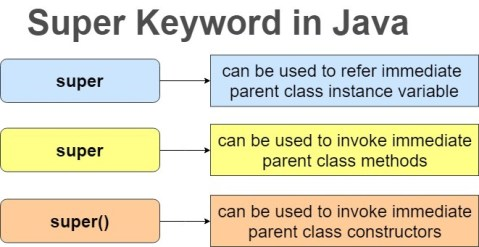 Super Keyword in Java
super
can be used to refer immediate
parent class instance variable
super
can be used to invoke immediate
parent class methods
super()
can be used to invoke immediate
parent class constructors